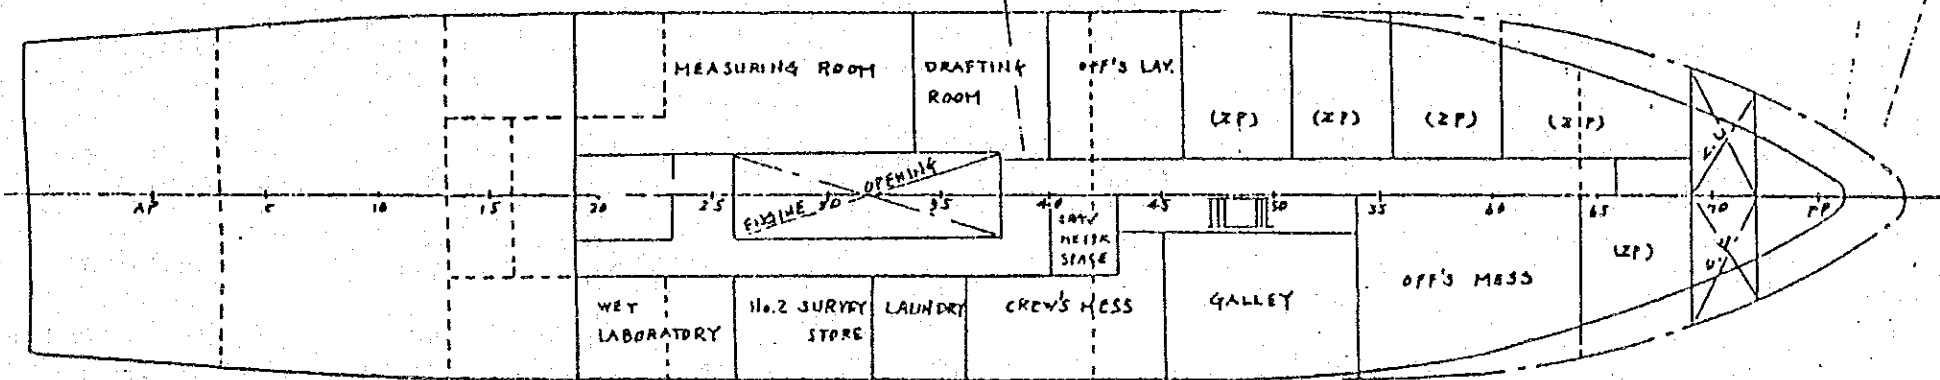 MEASURING ROOM
DRAFTING
ROOM
OFF'S LAY.
(2P)
(2P)
(2P)
(2P)
ENGINE OPENING
AP
5
10
15
20
25
30
35
40
45
50
55
60
65
70
FP
SPACE
(2P)
WET
LABORATORY
No.2 SURVEY
STORE
LAUNDRY
CREW'S MESS
GALLEY
OFF'S MESS